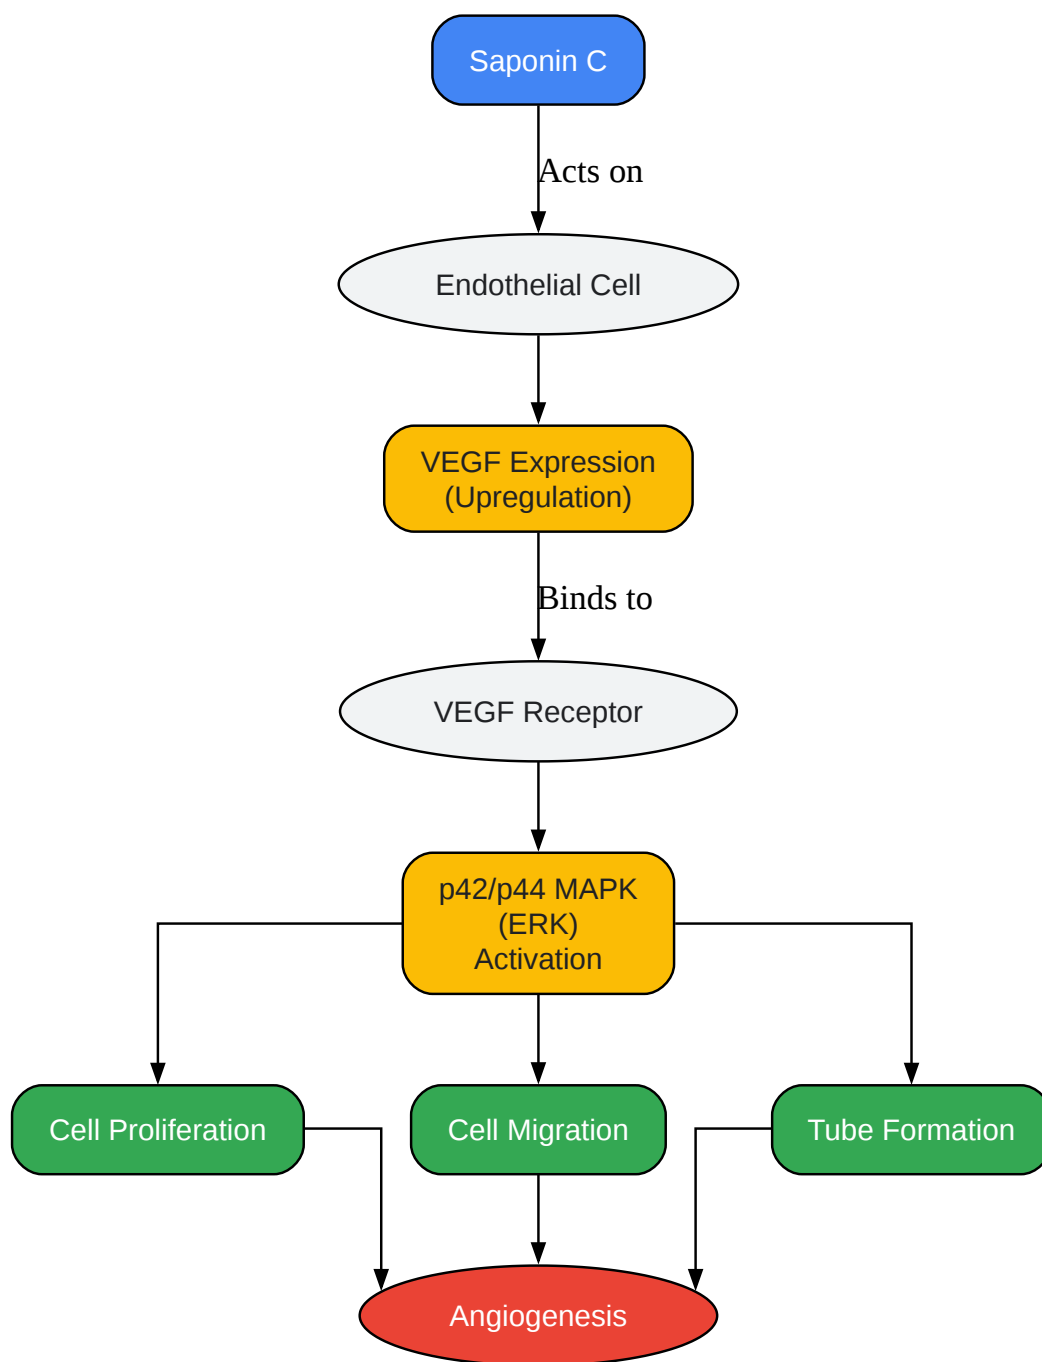 Saponin C
Acts on
Endothelial Cell
VEGF Expression
(Upregulation)
Binds to
VEGF Receptor
p42/p44 MAPK
(ERK)
Activation
Cell Proliferation
Cell Migration
Tube Formation
Angiogenesis